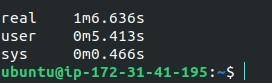 real 1m6.636s
user 0m5.413s
sys 0m0.466s
ubuntu@ip-172-31-41-195:~$